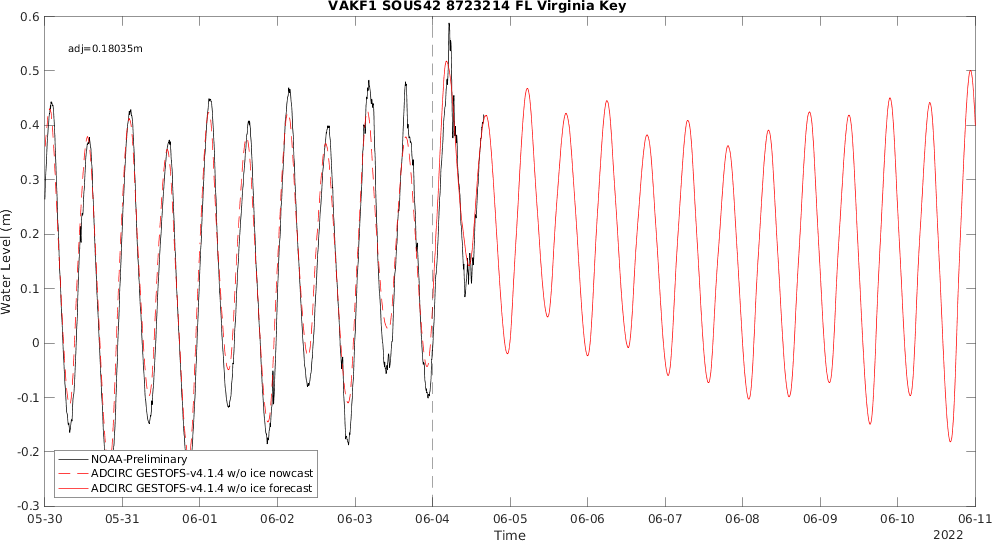 VAKF1 SOUS42 8723214 FL Virginia Key
adj=0.18035m
0.6
0.5
0.4
0.3
0.2
0.1
0
-0.1
-0.2
-0.3
Water Level (m)
NOAA-Preliminary
ADCIRC GESTOFS-v4.1.4 w/o ice nowcast
ADCIRC GESTOFS-v4.1.4 w/o ice forecast
05-30 05-31 06-01 06-02 06-03 06-04 06-05 06-06 06-07 06-08 06-09 06-10 06-11
Time
2022